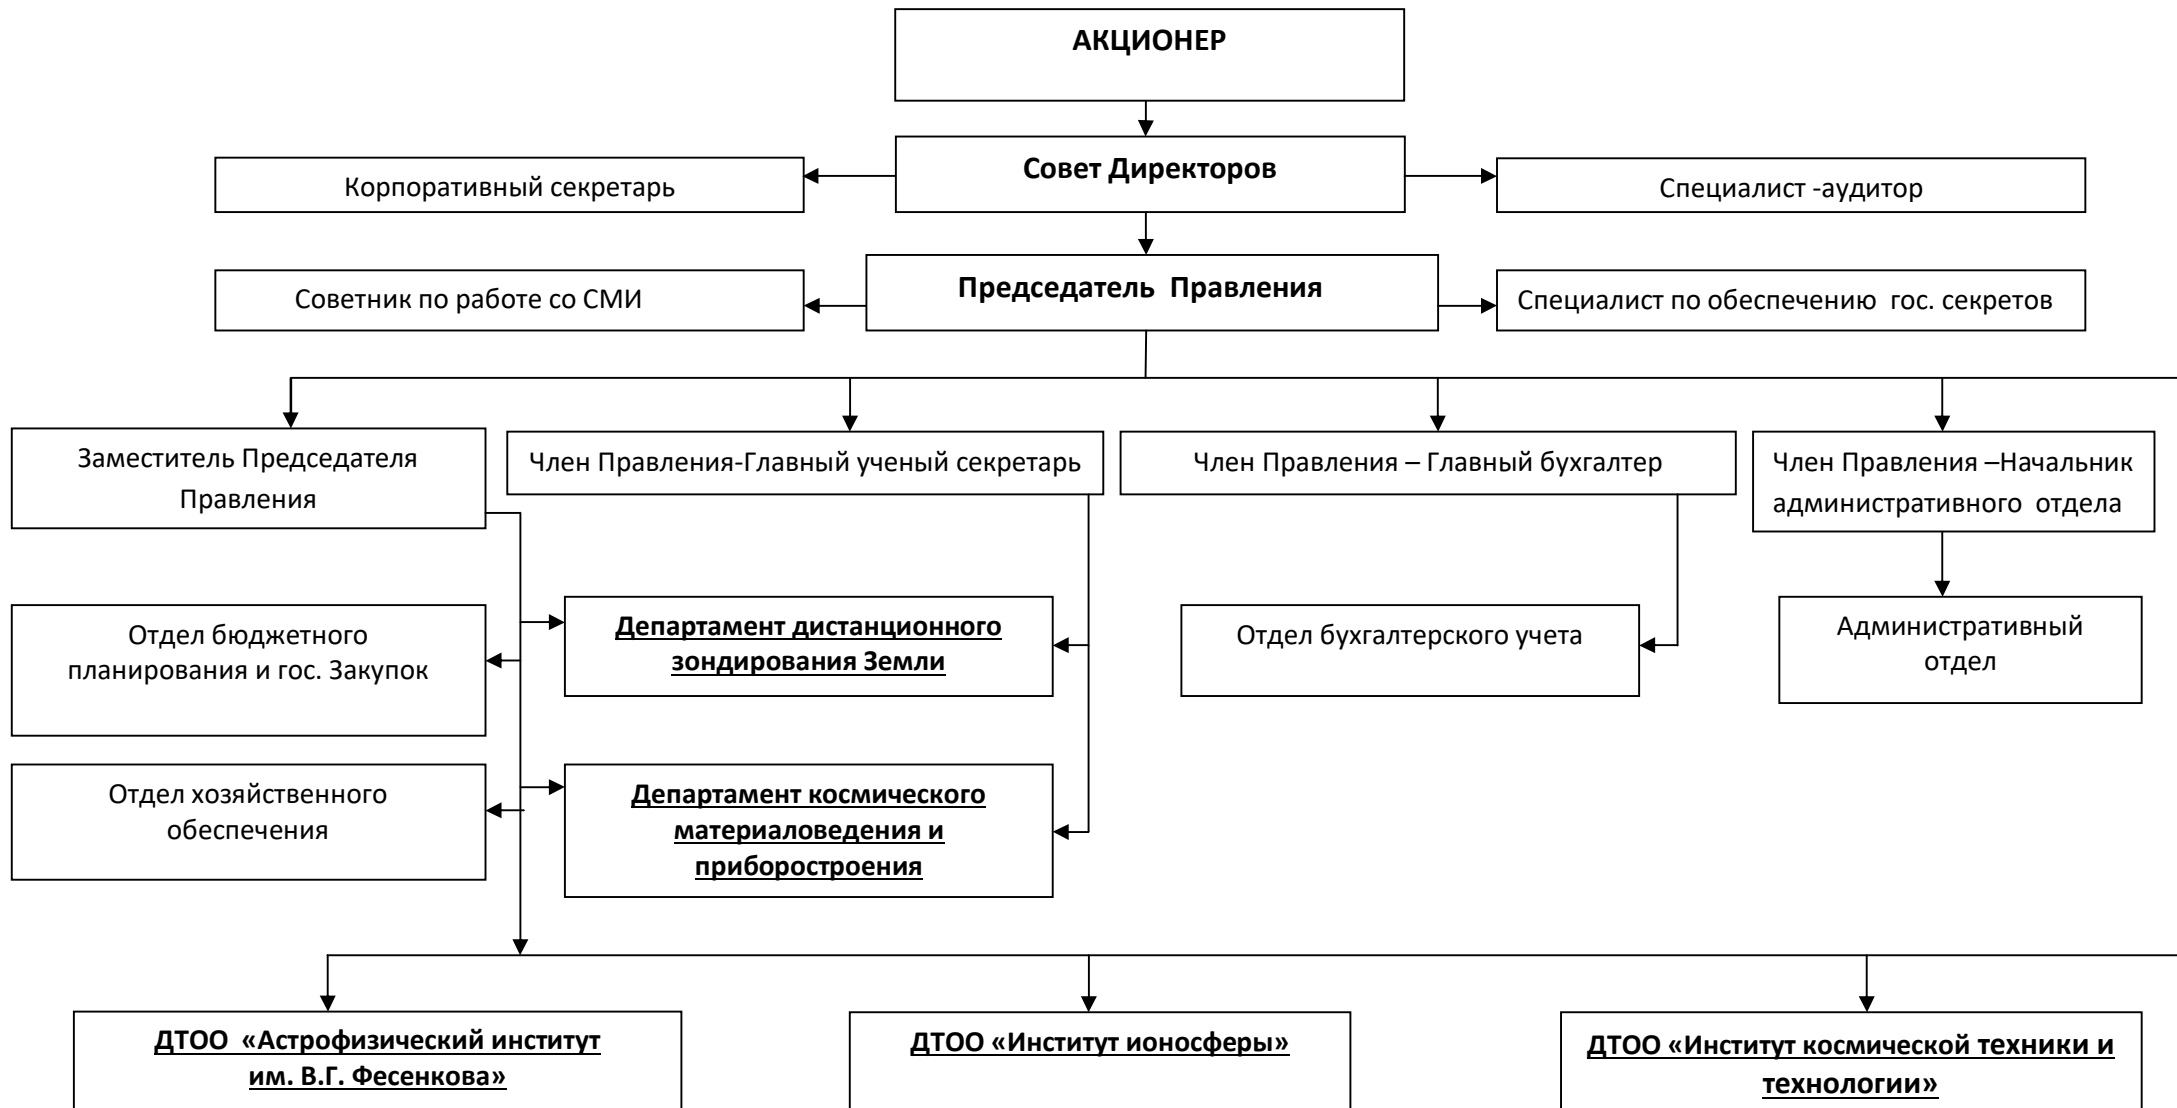 АКЦИОНЕР
Совет Директоров
Корпоративный секретарь
Специалист -аудитор
Председатель Правления
Советник по работе со СМИ
Специалист по обеспечению гос. секретов
Заместитель Председателя
Правления
Член Правления-Главный ученый секретарь
Член Правления – Главный бухгалтер
Член Правления –Начальник
административного отдела
Отдел бюджетного
планирования и гос. Закупок
Департамент дистанционного
зондирования Земли
Отдел бухгалтерского учета
Административный
отдел
Отдел хозяйственного
обеспечения
Департамент космического
материаловедения и
приборостроения
ДТОО «Астрофизический институт
им. В.Г. Фесенкова»
ДТОО «Институт ионосферы»
ДТОО «Институт космической техники и
технологии»